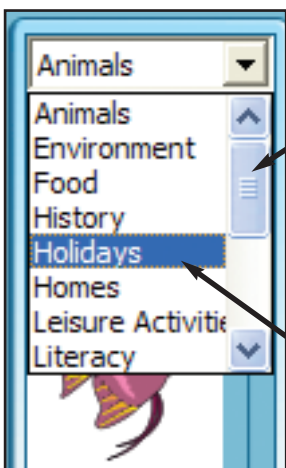 Animals
Animals
Environment
Food
History
Holidays
Homes
Leisure Activitie
Literacy